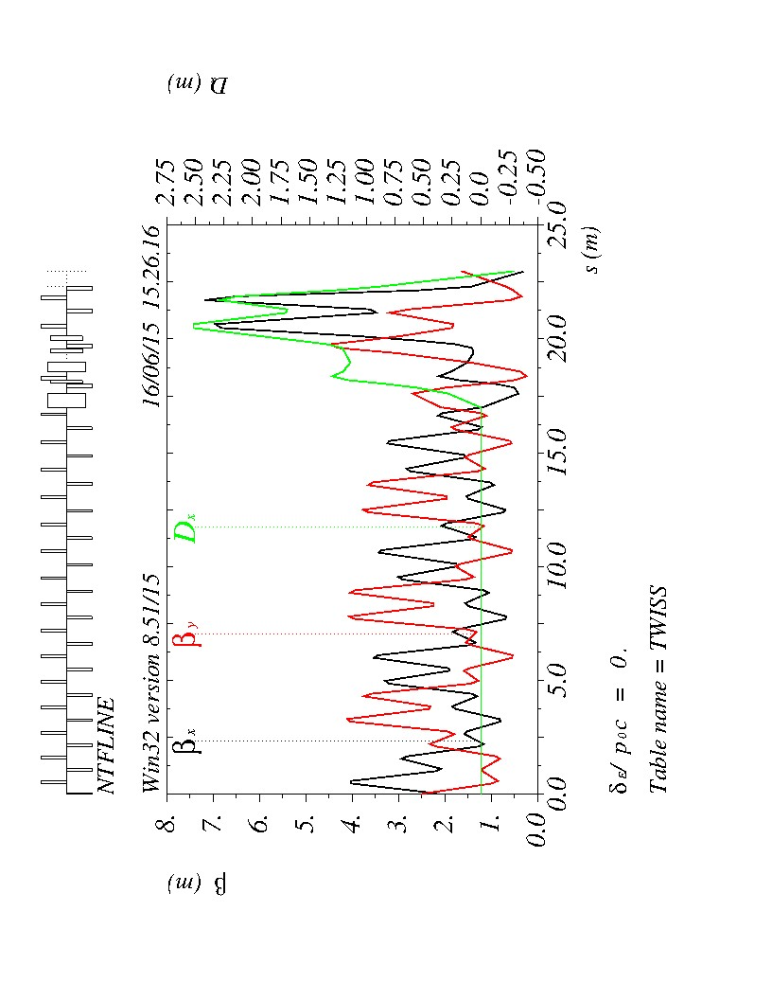 NTFLINE
Win32 version 8.51/15 16/06/15 15.26.16
8. 2.75
7. 2.50
6. 2.25
5. 2.00
4. 1.75
3. 1.50
2. 1.25
1. 1.00
0.0 0.75
0.50
0.25
0.0
-0.25
-0.50
β (m)
D (m)
βx
βy
Dx
0.0 5.0 10.0 15.0 20.0 25.0
s (m)
δE/ p0c = 0.
Table name = TWISS